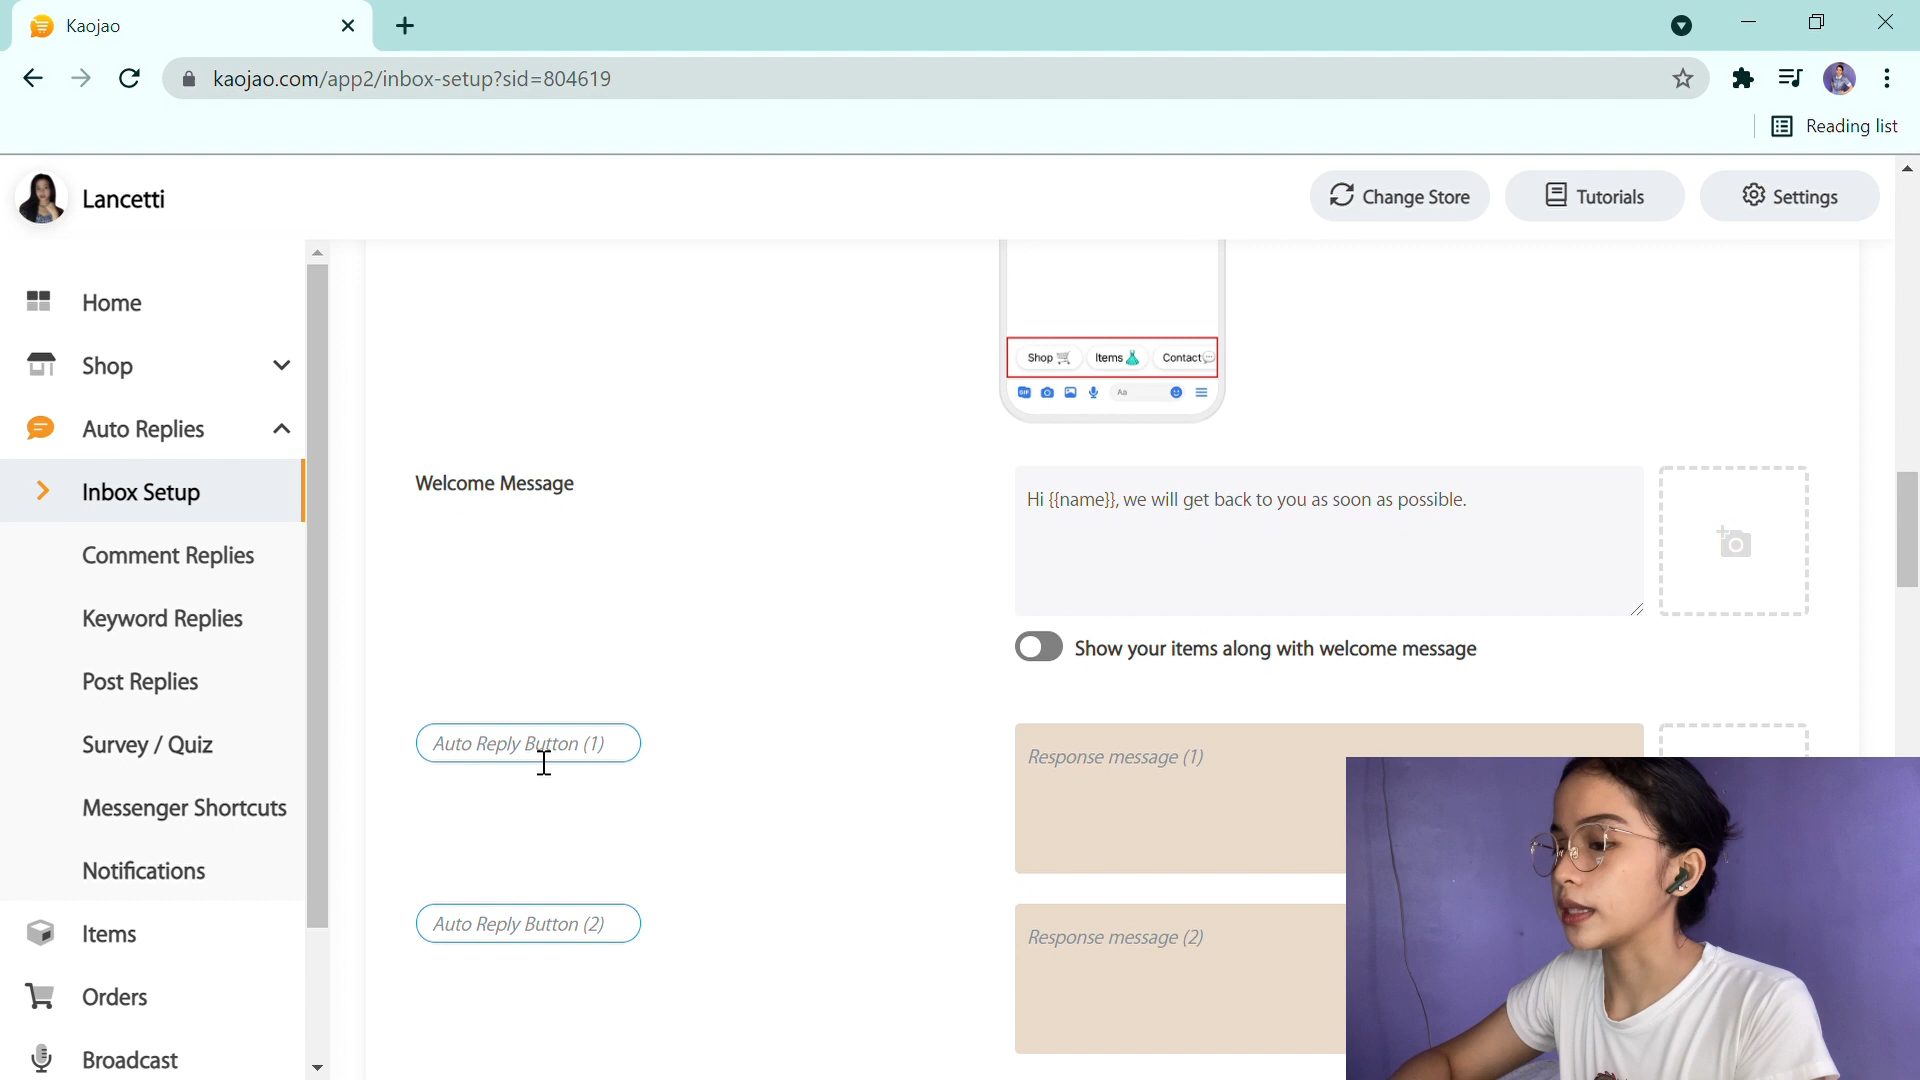 Kaojao
kaojao.com/app2/inbox-setup?sid=804619
Reading list
Lancetti
Change Store
Tutorials
Settings
Home
Shop
Auto Replies
Inbox Setup
Comment Replies
Keyword Replies
Post Replies
Survey / Quiz
Messenger Shortcuts
Notifications
Items
Orders
Broadcast
Shop
Items
Contact
GIF
Aa
Welcome Message
Hi {{name}}, we will get back to you as soon as possible.
Show your items along with welcome message
Auto Reply Button (1)
Response message (1)
Auto Reply Button (2)
Response message (2)